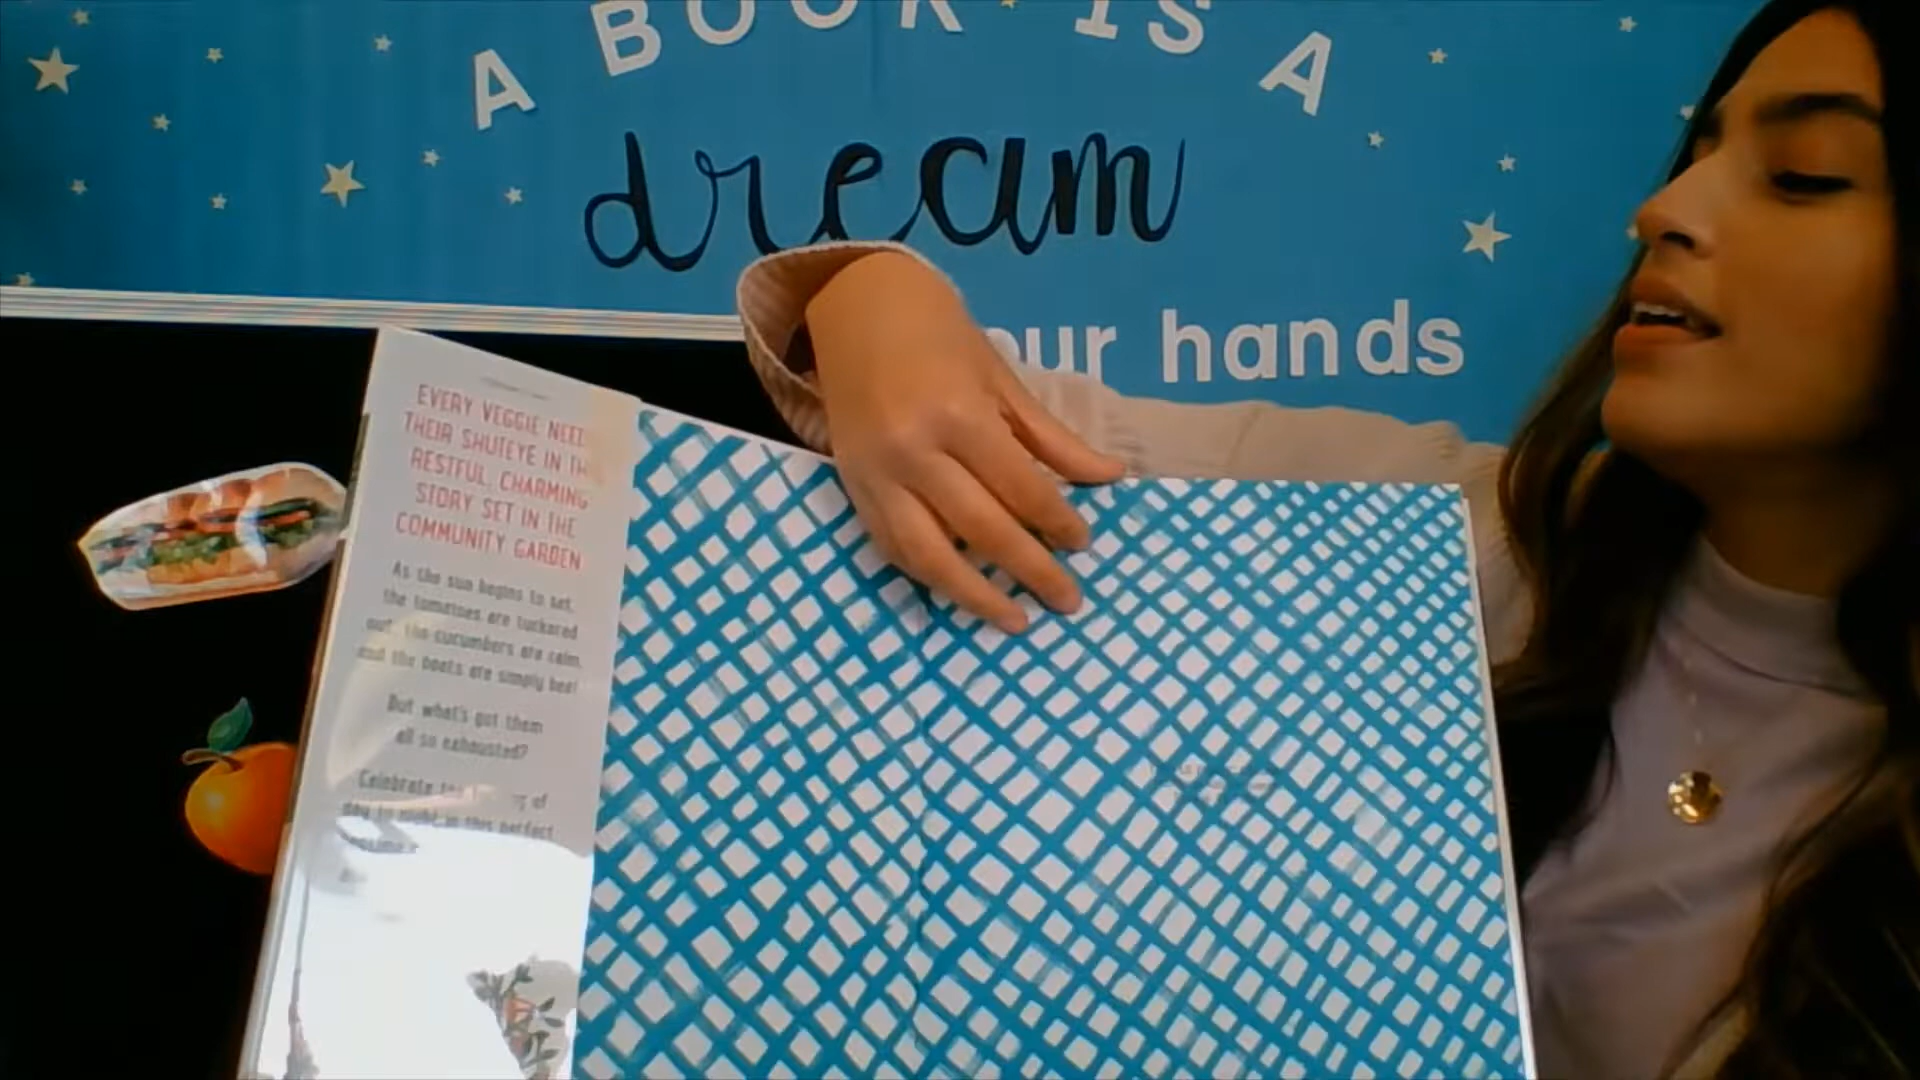 A BOOK IS A
dream
hands
EVERY VEGGIE NEED
THEIR SHUTEYE IN TH
RESTFUL, CHARMING
STORY SET IN THE
COMMUNITY GARDEN
As the sun begins to set,
the tomatoes are tuckered
out, the cucumbers are calm,
and the beets are simply beat
But what's got them
all so exhausted?
Celebrate of
day to night in this perfect